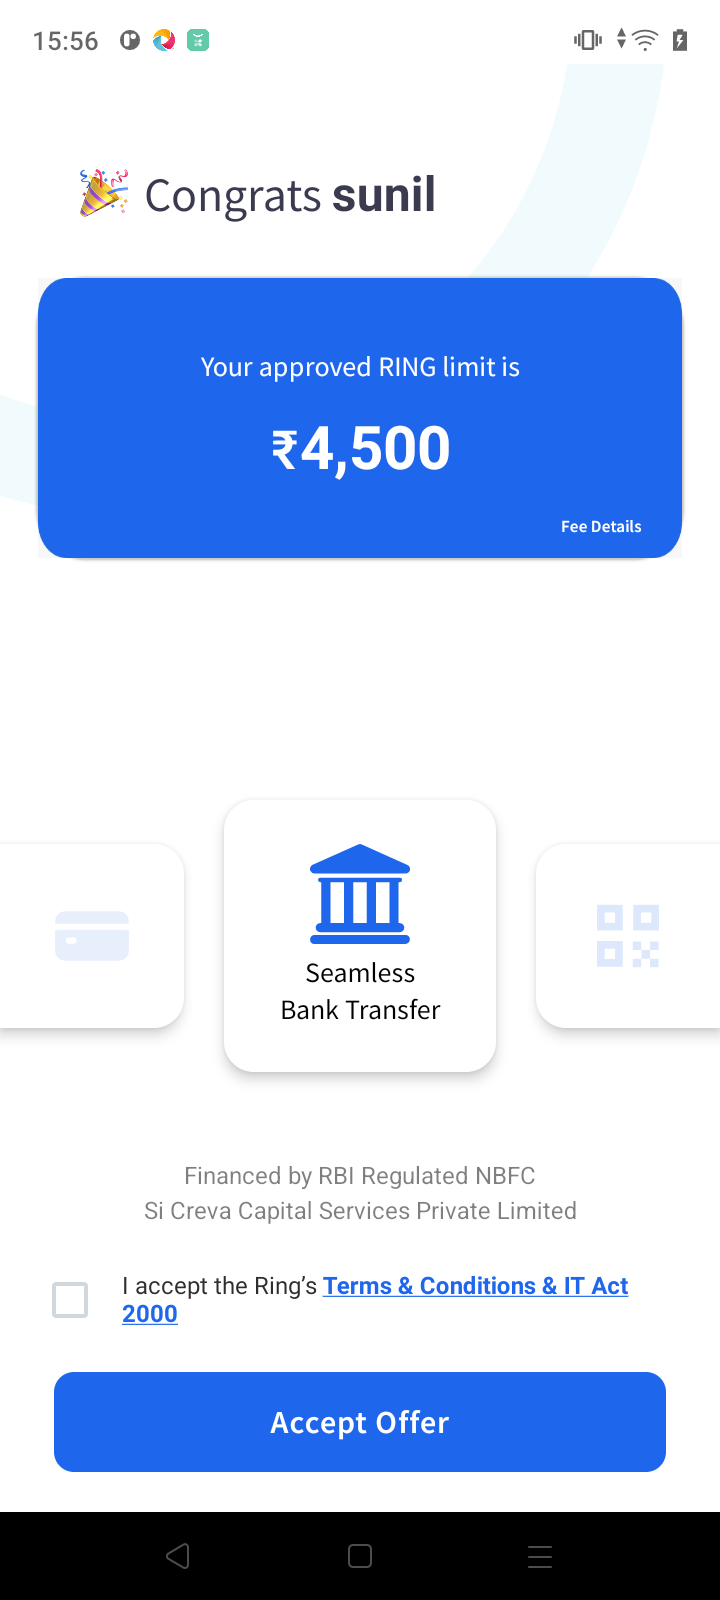 15:56
Congrats sunil
Your approved RING limit is
₹4,500
Fee Details
Seamless
Bank Transfer
Financed by RBI Regulated NBFC
Si Creva Capital Services Private Limited
I accept the Ring’s Terms & Conditions & IT Act
2000
Accept Offer